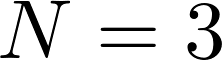 N = 3